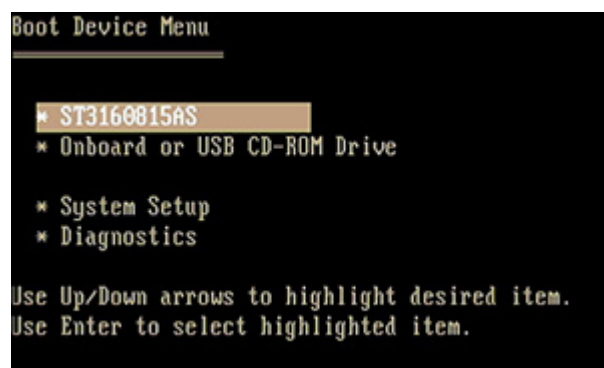 Boot Device Menu
* ST3160815AS
* Onboard or USB CD-ROM Drive
* System Setup
* Diagnostics
Use Up/Down arrows to highlight desired item.
Use Enter to select highlighted item.